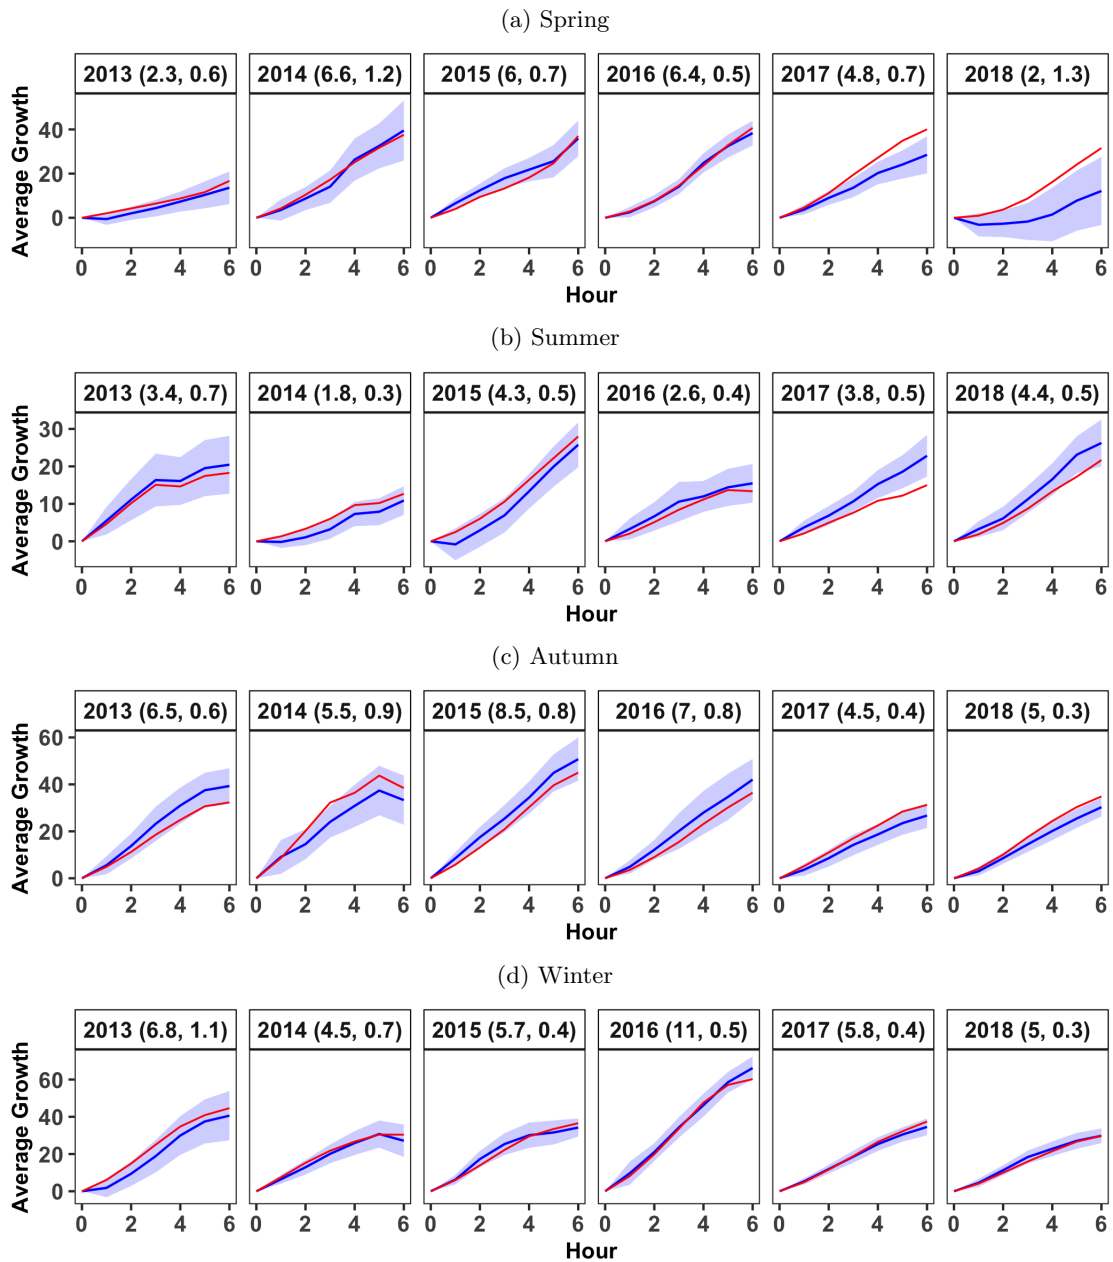 (a) Spring
2013 (2.3, 0.6) 2014 (6.6, 1.2) 2015 (6, 0.7) 2016 (6.4, 0.5) 2017 (4.8, 0.7) 2018 (2, 1.3)
Average Growth
40
20
0
0 2 4 6 0 2 4 6 0 2 4 6 0 2 4 6 0 2 4 6 0 2 4 6
Hour
(b) Summer
2013 (3.4, 0.7) 2014 (1.8, 0.3) 2015 (4.3, 0.5) 2016 (2.6, 0.4) 2017 (3.8, 0.5) 2018 (4.4, 0.5)
Average Growth
30
20
10
0
0 2 4 6 0 2 4 6 0 2 4 6 0 2 4 6 0 2 4 6 0 2 4 6
Hour
(c) Autumn
2013 (6.5, 0.6) 2014 (5.5, 0.9) 2015 (8.5, 0.8) 2016 (7, 0.8) 2017 (4.5, 0.4) 2018 (5, 0.3)
Average Growth
60
40
20
0
0 2 4 6 0 2 4 6 0 2 4 6 0 2 4 6 0 2 4 6 0 2 4 6
Hour
(d) Winter
2013 (6.8, 1.1) 2014 (4.5, 0.7) 2015 (5.7, 0.4) 2016 (11, 0.5) 2017 (5.8, 0.4) 2018 (5, 0.3)
Average Growth
60
40
20
0
0 2 4 6 0 2 4 6 0 2 4 6 0 2 4 6 0 2 4 6 0 2 4 6
Hour